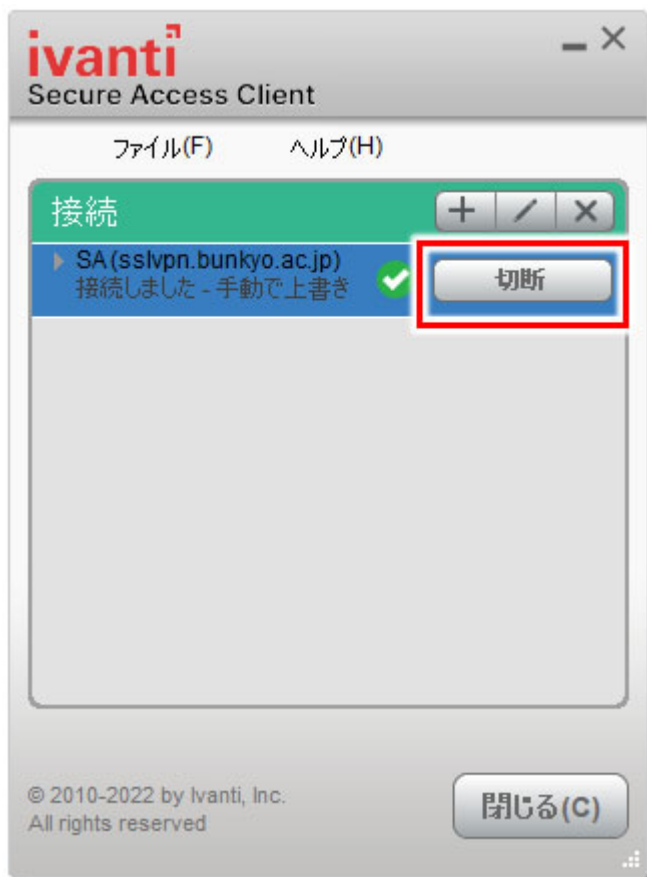 ivanti
Secure Access Client
ファイル(F) ヘルプ(H)
接続
SA(sslvpn.bunkyo.ac.jp)
接続しました - 手動で上書き
切断
© 2010-2022 by Ivanti, Inc.
All rights reserved
閉じる(C)